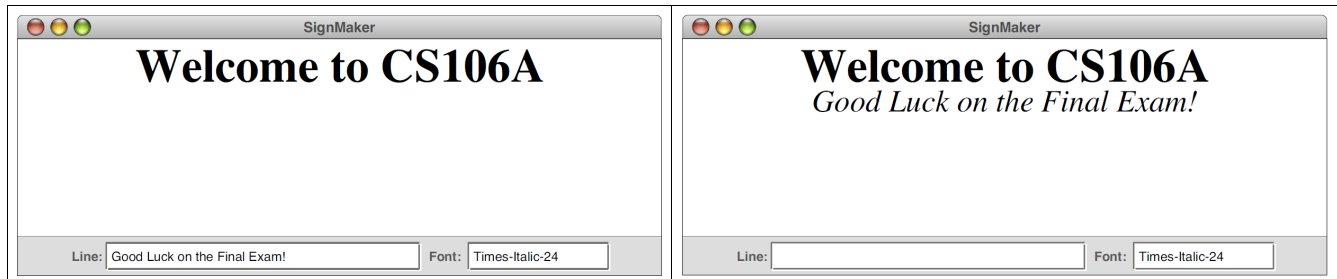 SignMaker
Welcome to CS106A
Line: Good Luck on the Final Exam! Font: Times-Italic-24
SignMaker
Welcome to CS106A
Good Luck on the Final Exam!
Line: Font: Times-Italic-24